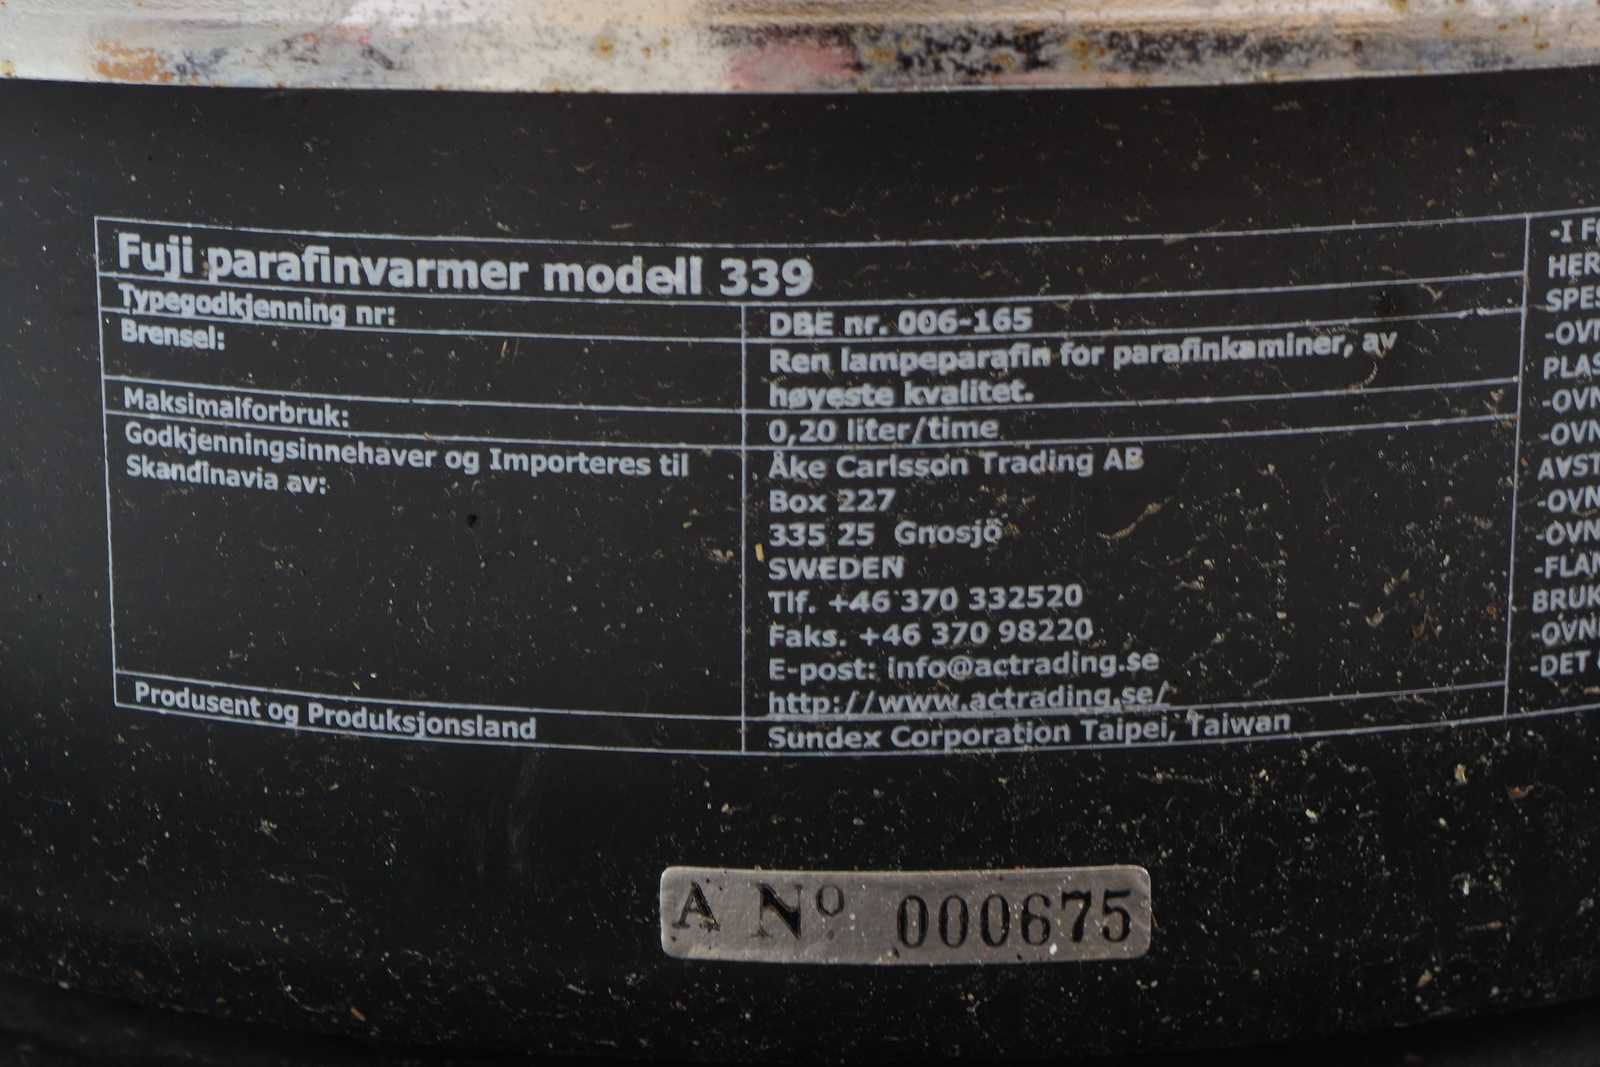 Fuji parafinvarmer modell 339
Typegodkjenning nr: DBE nr. 006-165
Brensel: Ren lampeparafin for parafinkaminer, av
høyeste kvalitet.
Maksimalforbruk: 0,20 liter/time
Godkjenningsinnehaver og Importeres til
Skandinavia av:
Åke Carlsson Trading AB
Box 227
335 25 Gnosjö
SWEDEN
Tlf. +46 370 332520
Faks. +46 370 98220
E-post: info@actrading.se
http://www.actrading.se/
Produsent og Produksjonsland Sundex Corporation Taipei, Taiwan
-I
-DET
A Nº 000675